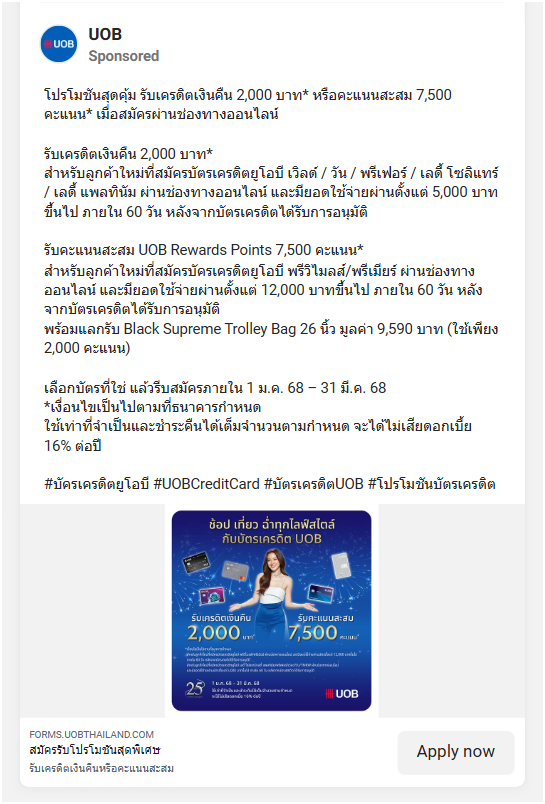 UOB
UOB
Sponsored
โปรโมชันสุดคุ้ม รับเครดิตเงินคืน 2,000 บาท* หรือคะแนนสะสม 7,500
คะแนน* เมื่อสมัครผ่านช่องทางออนไลน์
รับเครดิตเงินคืน 2,000 บาท*
สำหรับลูกค้าใหม่ที่สมัครบัตรเครดิตยูโอบี เวิลด์ / วัน / พรีเฟอร์ / เลดี้ โซลิแทร์
/ เลดี้ แพลทินัม ผ่านช่องทางออนไลน์ และมียอดใช้จ่ายผ่านตั้งแต่ 5,000 บาท
ขึ้นไป ภายใน 60 วัน หลังจากบัตรเครดิตได้รับการอนุมัติ
รับคะแนนสะสม UOB Rewards Points 7,500 คะแนน*
สำหรับลูกค้าใหม่ที่สมัครบัครเครดิตยูโอบี พรีวิไมลส์/พรีเมียร์ ผ่านช่องทาง
ออนไลน์ และมียอดใช้จ่ายผ่านตั้งแต่ 12,000 บาทขึ้นไป ภายใน 60 วัน หลัง
จากบัตรเครดิตได้รับการอนุมัติ
พร้อมแลกรับ Black Supreme Trolley Bag 26 นิ้ว มูลค่า 9,590 บาท (ใช้เพียง
2,000 คะแนน)
เลือกบัตรที่ใช่ แล้วรีบสมัครภายใน 1 ม.ค. 68 – 31 มี.ค. 68
*เงื่อนไขเป็นไปตามที่ธนาคารกำหนด
ใช้เท่าที่จำเป็นและชำระคืนได้เต็มจำนวนตามกำหนด จะได้ไม่เสียดอกเบี้ย
16% ต่อปี
#บัครเครดิตยูโอบี #UOBCreditCard #บัตรเครดิตUOB #โปรโมชันบัตรเครดิต
ช้อป เที่ยว ฉ่ำทุกไลฟ์สไตล์
กับบัตรเครดิต UOB
รับเครดิตเงินคืน
2,000 บาท*
รับคะแนนสะสม
7,500 คะแนน*
25
1 ม.ค. 68 - 31 มี.ค. 68
UOB
FORMS.UOBTHAILAND.COM
สมัครรับโปรโมชันสุดพิเศษ
รับเครดิตเงินคืนหรือคะแนนสะสม
Apply now